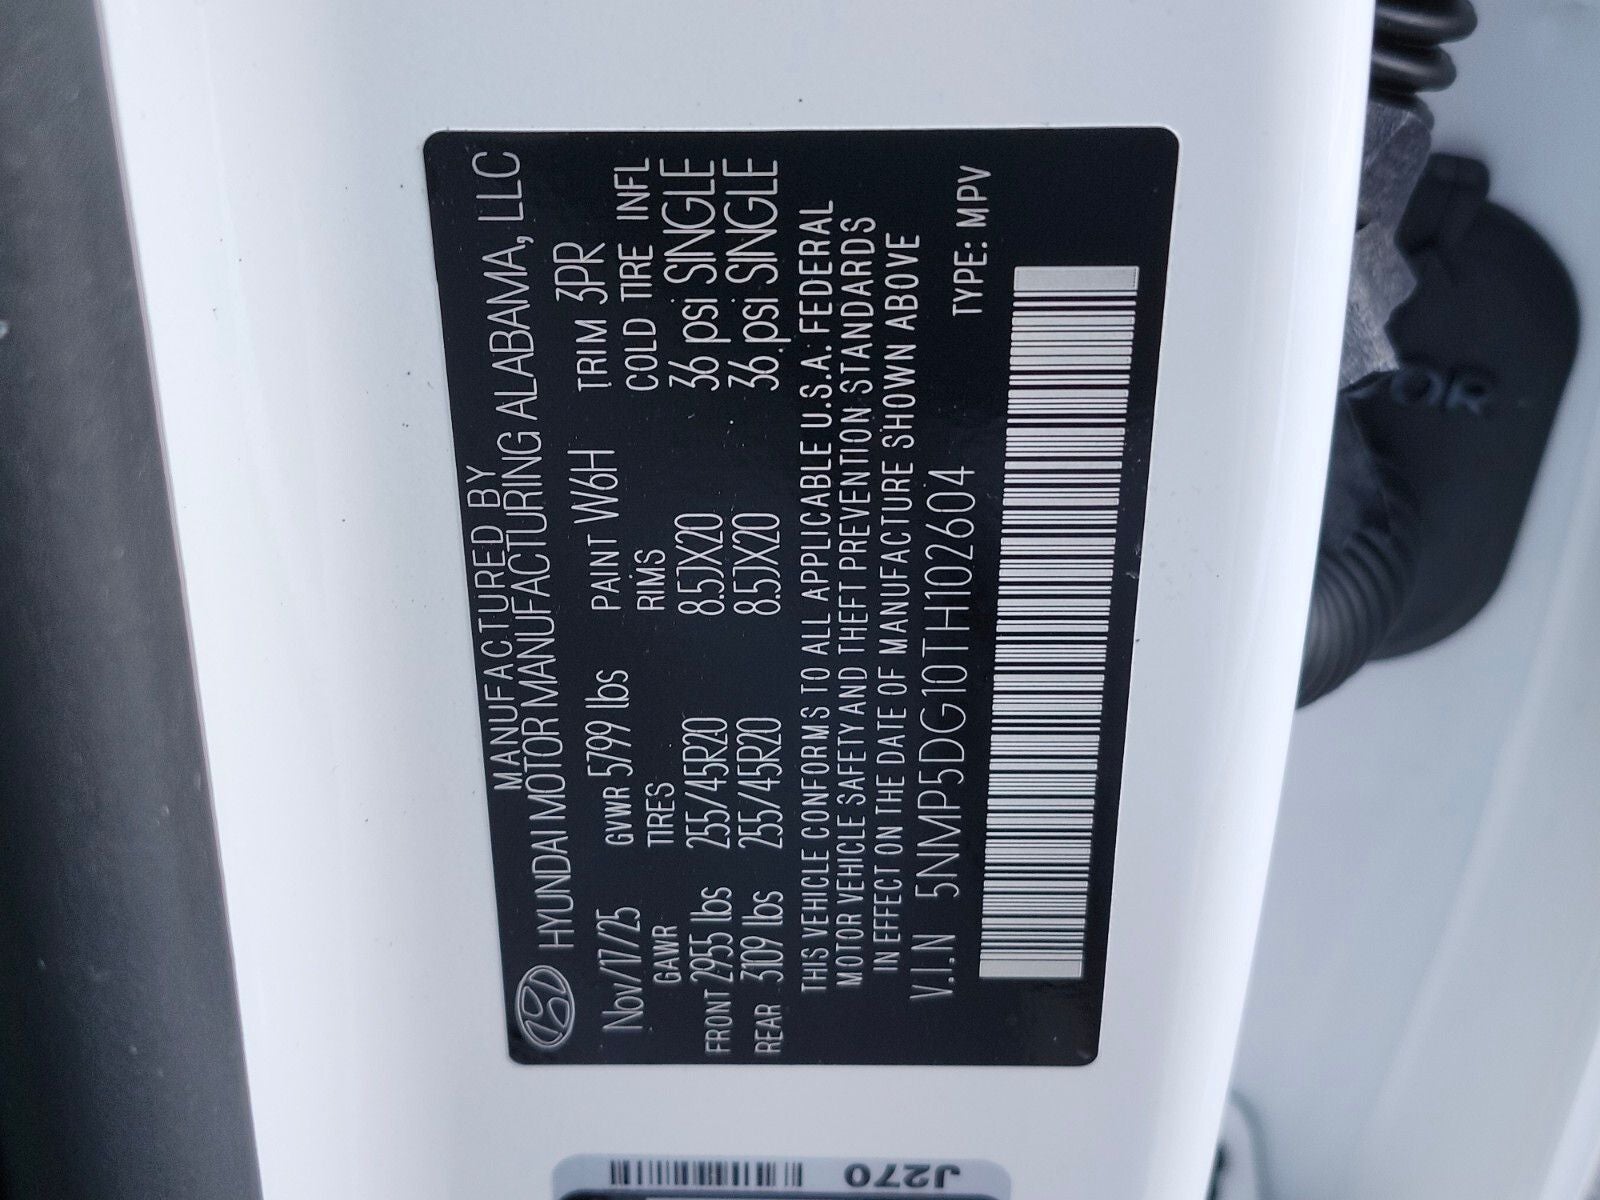 MANUFACTURED BY
HYUNDAI MOTOR MANUFACTURING ALABAMA, LLC
Nov/17/25 GVWR 5799 lbs PAINT W6H TRIM 3PR
GAWR TIRES RIMS COLD TIRE INFL
FRONT 2955 lbs 255/45R20 8.5JX20 36 psi SINGLE
REAR 3109 lbs 255/45R20 8.5JX20 36 psi SINGLE
THIS VEHICLE CONFORMS TO ALL APPLICABLE U.S.A. FEDERAL
MOTOR VEHICLE SAFETY AND THEFT PREVENTION STANDARDS
IN EFFECT ON THE DATE OF MANUFACTURE SHOWN ABOVE
V.I.N 5NMP5DG10TH102604 TYPE: MPV
J270